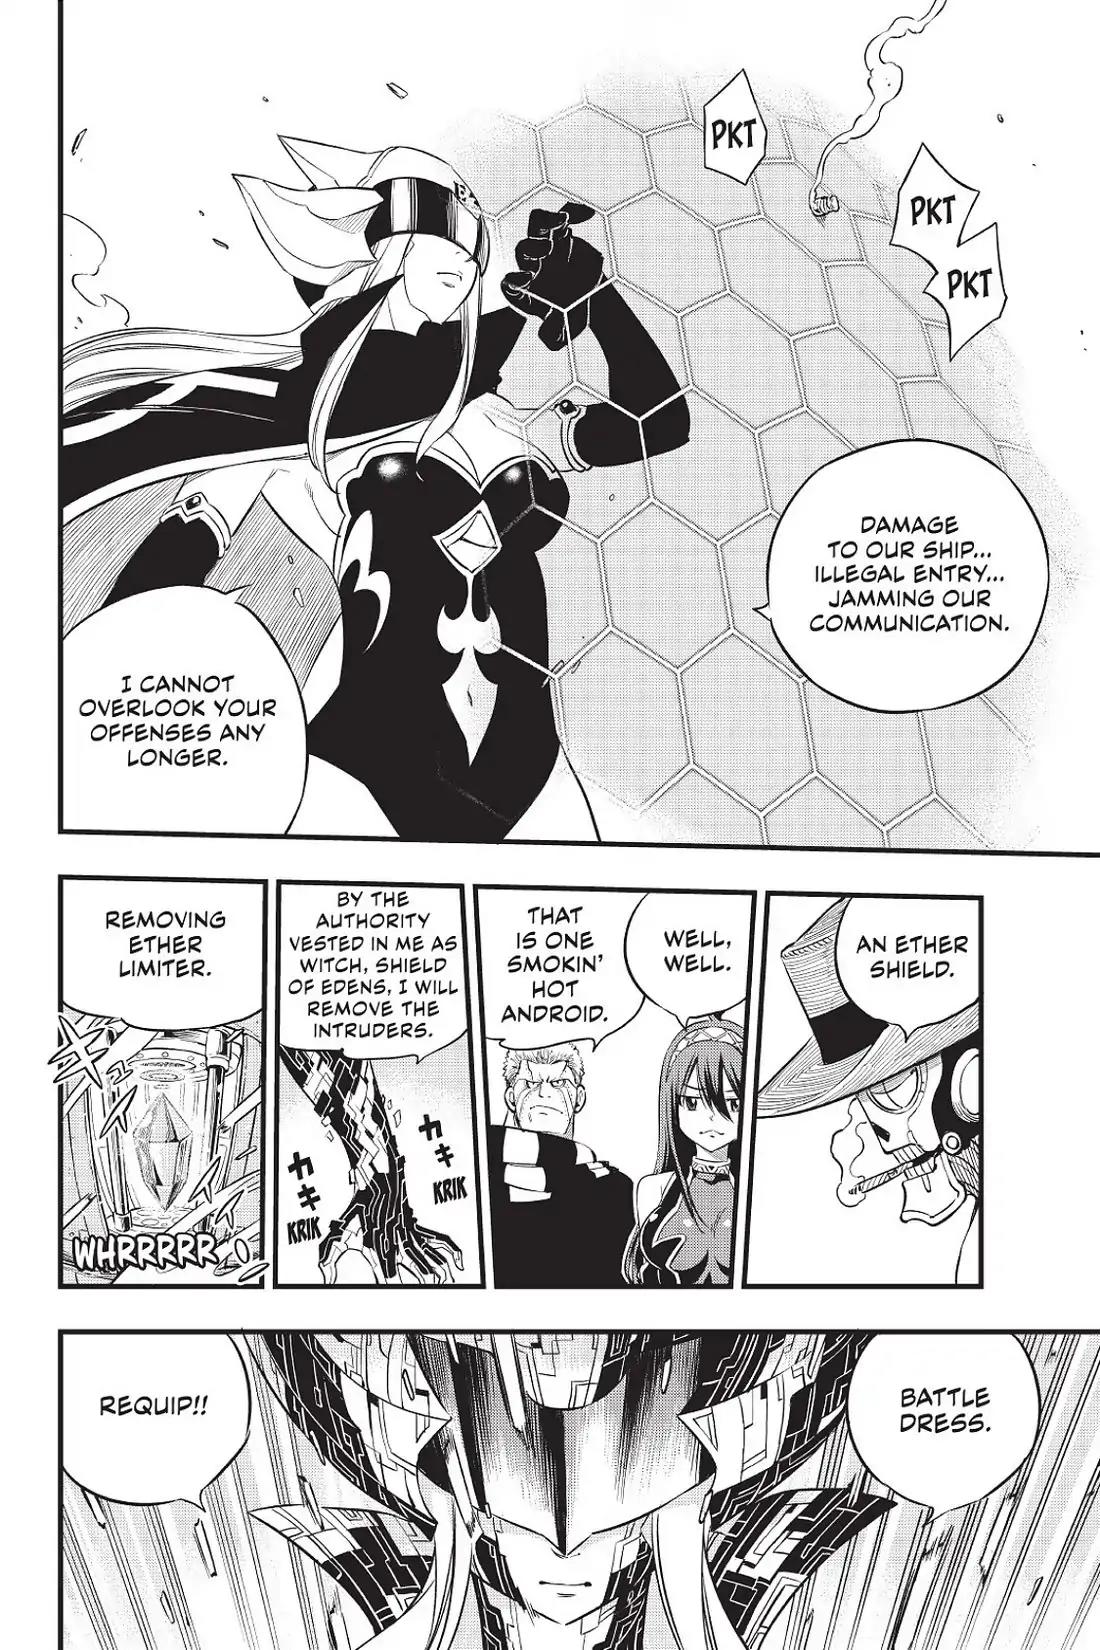 PKT
PKT
PKT
DAMAGE
TO OUR SHIP...
ILLEGAL ENTRY...
JAMMING OUR
COMMUNICATION.
I CANNOT
OVERLOOK YOUR
OFFENSES ANY
LONGER.
REMOVING
ETHER
LIMITER.
WHRRRRR
BY THE
AUTHORITY
VESTED IN ME AS
WITCH, SHIELD
OF EDENS, I WILL
REMOVE THE
INTRUDERS.
カキ
KRIK
カキ
KRIK
THAT
IS ONE
SMOKIN'
HOT
ANDROID.
WELL,
WELL.
AN ETHER
SHIELD.
REQUIP!!
BATTLE
DRESS.